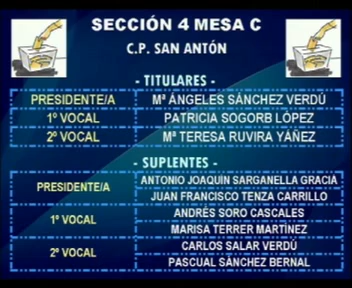 SECCIÓN 4 MESA C
C.P. SAN ANTÓN
- TITULARES -
PRESIDENTE/A Mª ÁNGELES SÁNCHEZ VERDÚ
1º VOCAL PATRICIA SOGORB LÓPEZ
2º VOCAL Mª TERESA RUVIRA YÁÑEZ
- SUPLENTES -
PRESIDENTE/A ANTONIO JOAQUÍN SARGANELLA GRACIA
JUAN FRANCISCO TENZA CARRILLO
1º VOCAL ANDRÉS SORO CASCALES
MARISA TERRER MARTÍNEZ
2º VOCAL CARLOS SALAR VERDÚ
PASCUAL SÁNCHEZ BERNAL